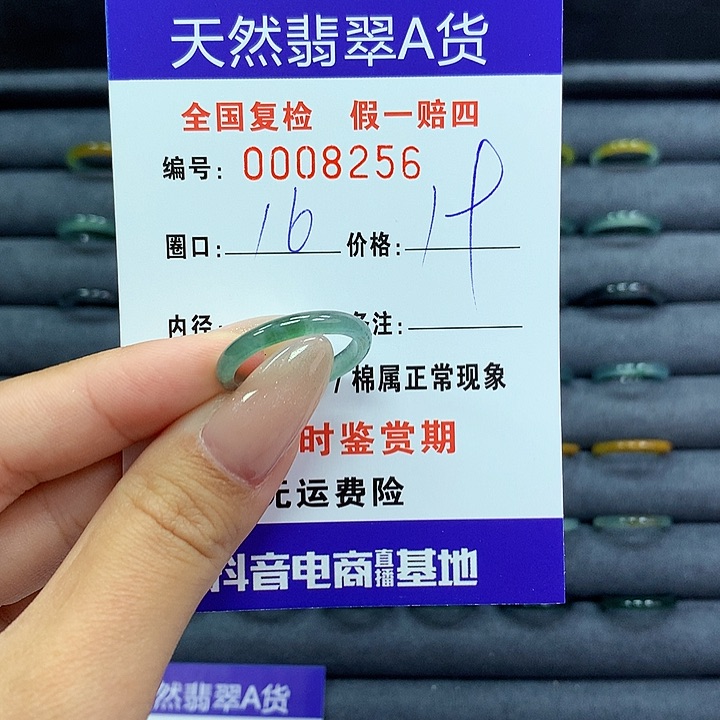 天然翡翠A货
全国复检 假一赔四
编号: 0008256
圈口: 16 价格:
内径: 备注:
/棉属正常现象
时鉴赏期
无运费险
抖音电商直播基地
然翡翠A货